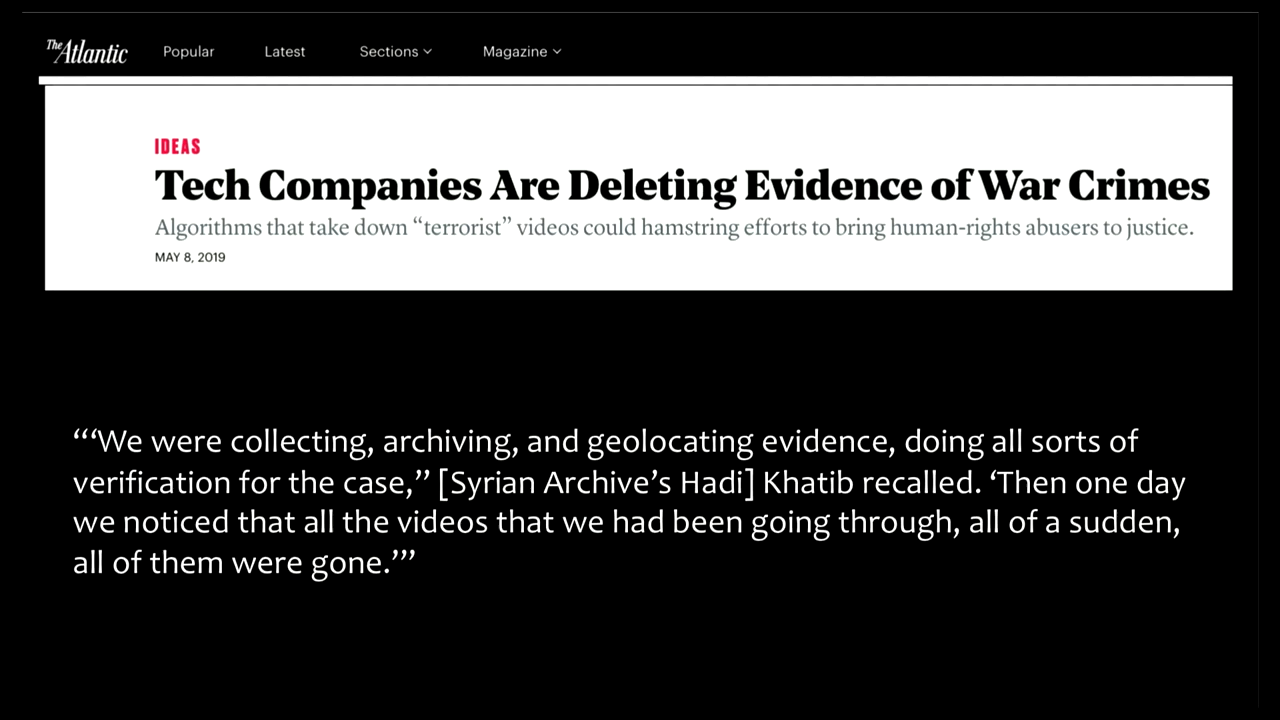 The Atlantic Popular Latest Sections Magazine
IDEAS
Tech Companies Are Deleting Evidence of War Crimes
Algorithms that take down “terrorist” videos could hamstring efforts to bring human-rights abusers to justice.
MAY 8, 2019
“‘We were collecting, archiving, and geolocating evidence, doing all sorts of
verification for the case,” [Syrian Archive’s Hadi] Khatib recalled. ‘Then one day
we noticed that all the videos that we had been going through, all of a sudden,
all of them were gone.’”